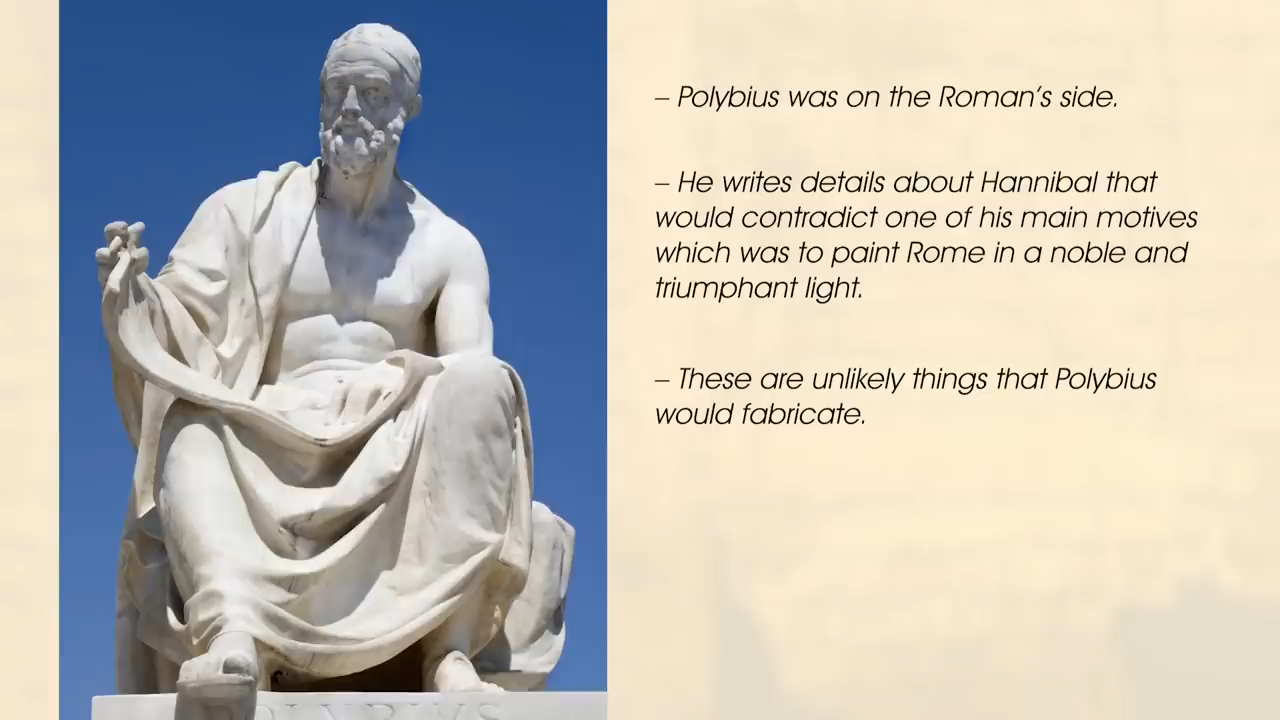 – Polybius was on the Roman's side.
– He writes details about Hannibal that
would contradict one of his main motives
which was to paint Rome in a noble and
triumphant light.
– These are unlikely things that Polybius
would fabricate.
POLYBIVS